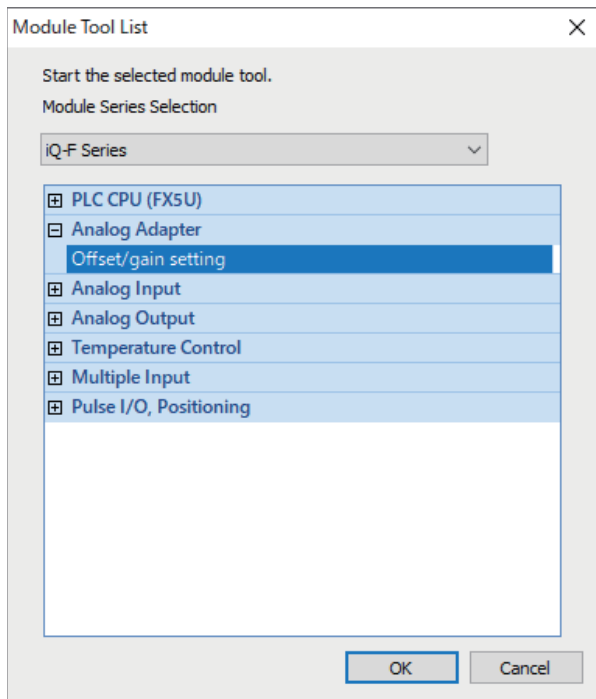 Module Tool List
Start the selected module tool.
Module Series Selection
iQ-F Series
PLC CPU (FX5U)
Analog Adapter
Offset/gain setting
Analog Input
Analog Output
Temperature Control
Multiple Input
Pulse I/O, Positioning
OK Cancel